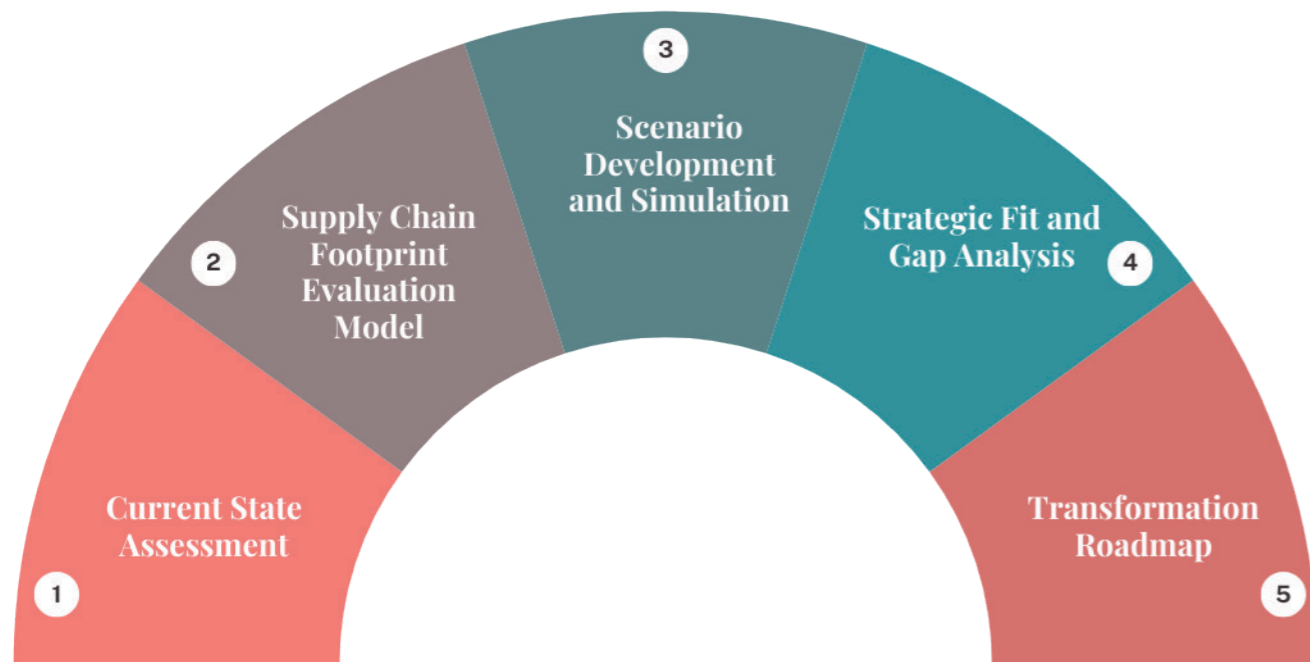 1
Current State
Assessment
2
Supply Chain
Footprint
Evaluation
Model
3
Scenario
Development
and Simulation
4
Strategic Fit and
Gap Analysis
5
Transformation
Roadmap